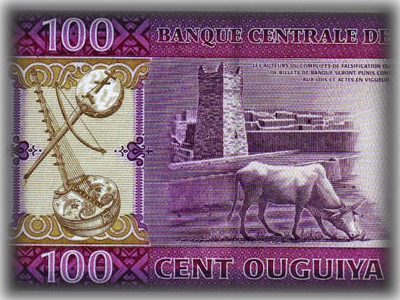 100
BANQUE CENTRALE DE
LES AUTEURS OU COMPLICES DE FALSIFICATION OU
DE BILLETS DE BANQUE SERONT PUNIS CON
AUX LOIS ET ACTES EN VIGUEUR
100
CENT OUGUIYA